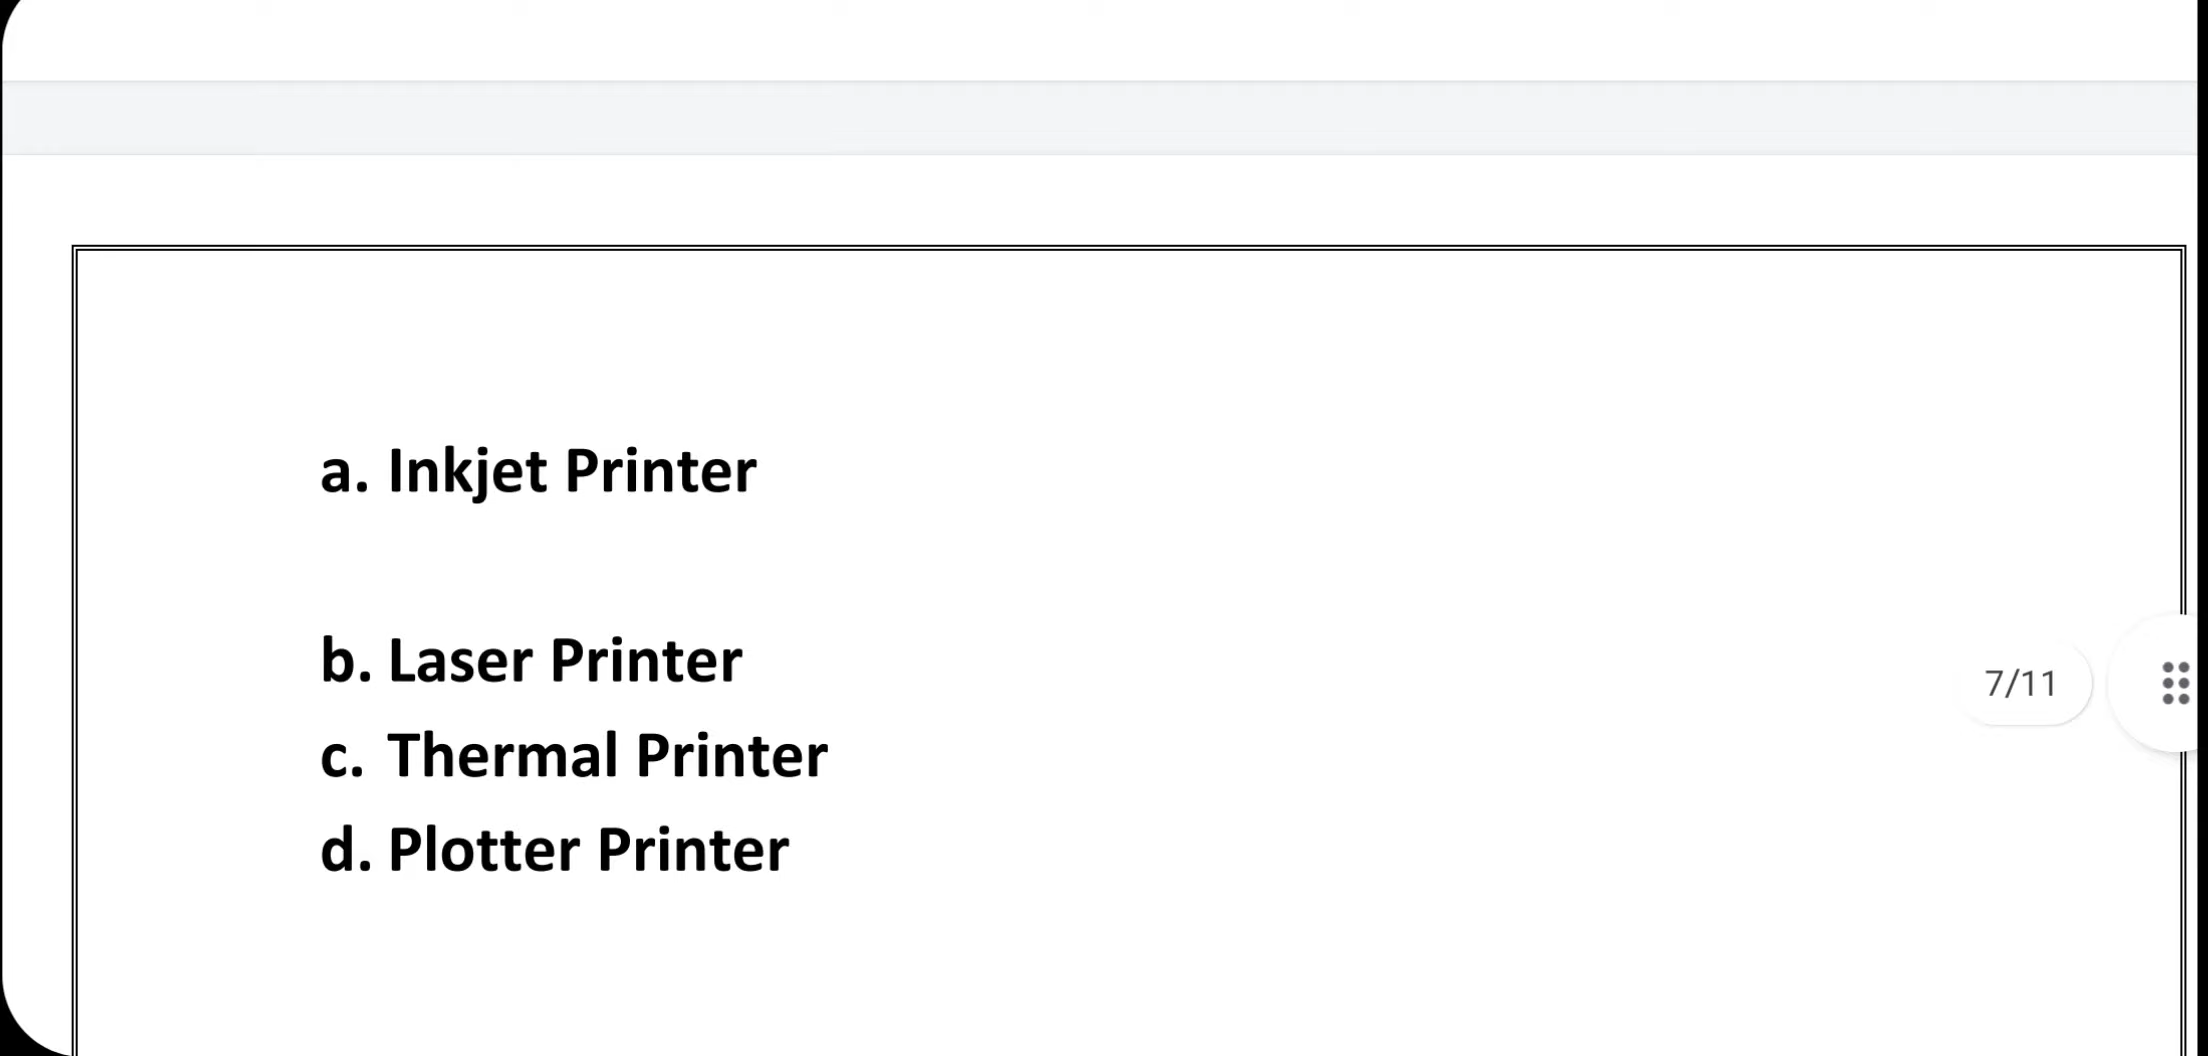 a. Inkjet Printer
b. Laser Printer
7/11
c. Thermal Printer
d. Plotter Printer